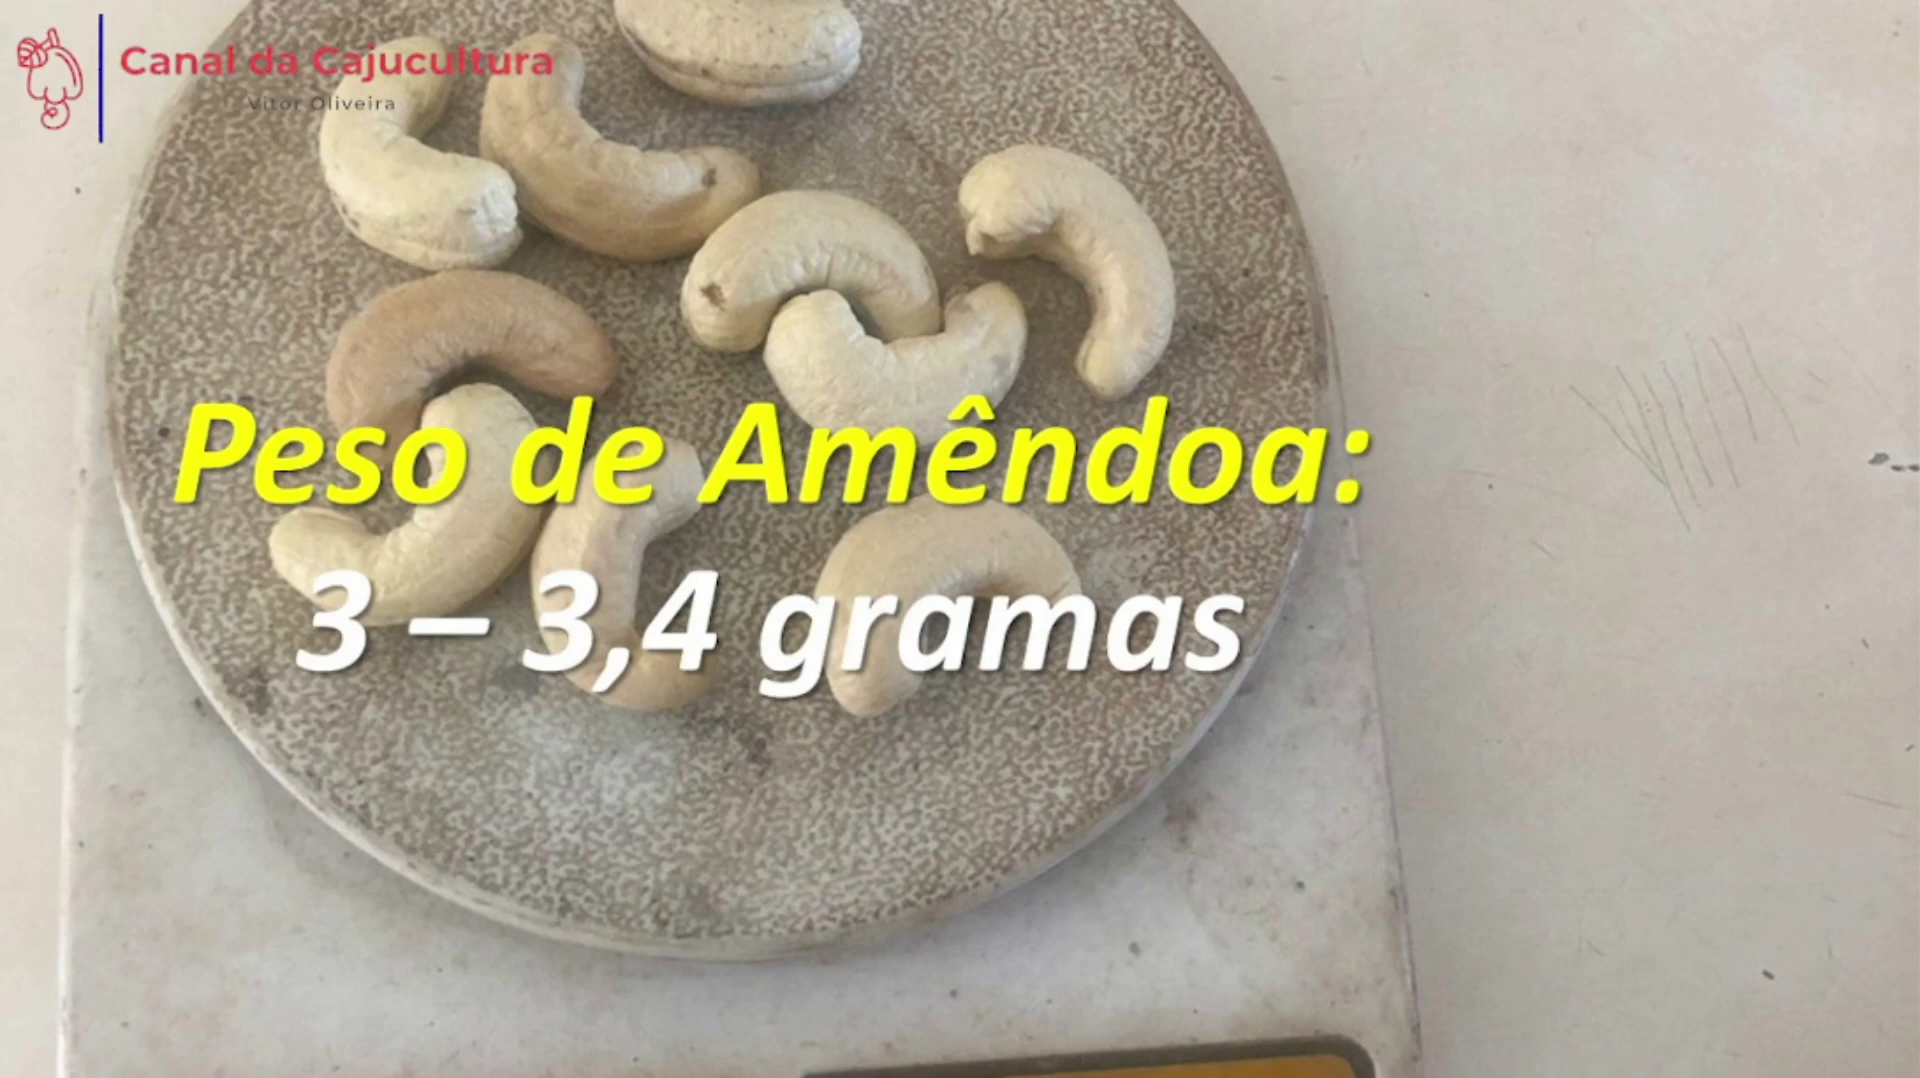 Canal da Cajucultura
Vitor Oliveira
Peso de Amêndoa:
3 – 3,4 gramas